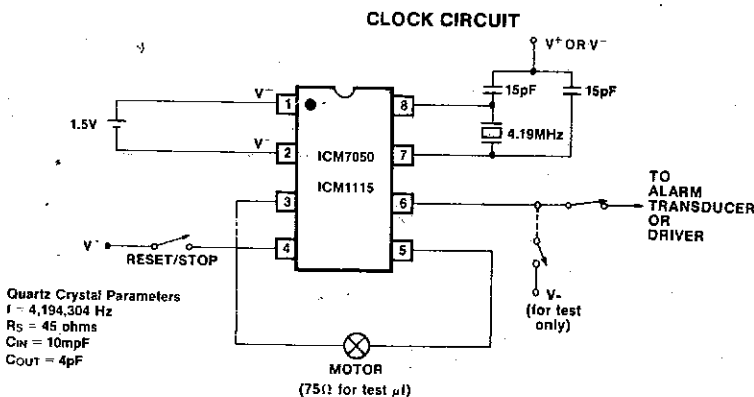 CLOCK CIRCUIT
V+ OR V-
15pF
15pF
V
1
8
1.5V
4.19MHz
V-
2
ICM7050
7
ICM1115
3
6
TO
ALARM
TRANSDUCER
OR
DRIVER
V
4
5
RESET/STOP
V-
(for test
only)
Quartz Crystal Parameters
f = 4,194,304 Hz
RS = 45 ohms
CIN = 10mpF
COUT = 4pF
MOTOR
(75Ω for test μf)